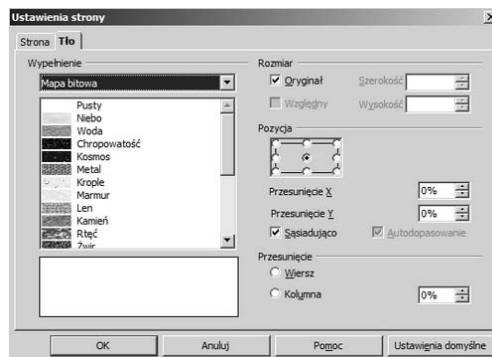 Ustawienia strony
Strona Tło
Wypełnienie
Mapa bitowa
Pusty
Niebo
Woda
Chropowatość
Kosmos
Metal
Krople
Marmur
Len
Kamień
Rtęć
Żwir
Rozmiar
Oryginał
Szerokość
Względny
Wysokość
Pozycja
Przesunięcie X 0%
Przesunięcie Y 0%
Sąsiadująco
Autodopasowanie
Przesunięcie
Wiersz
Kolumna 0%
OK
Anuluj
Pomoc
Ustawienia domyślne